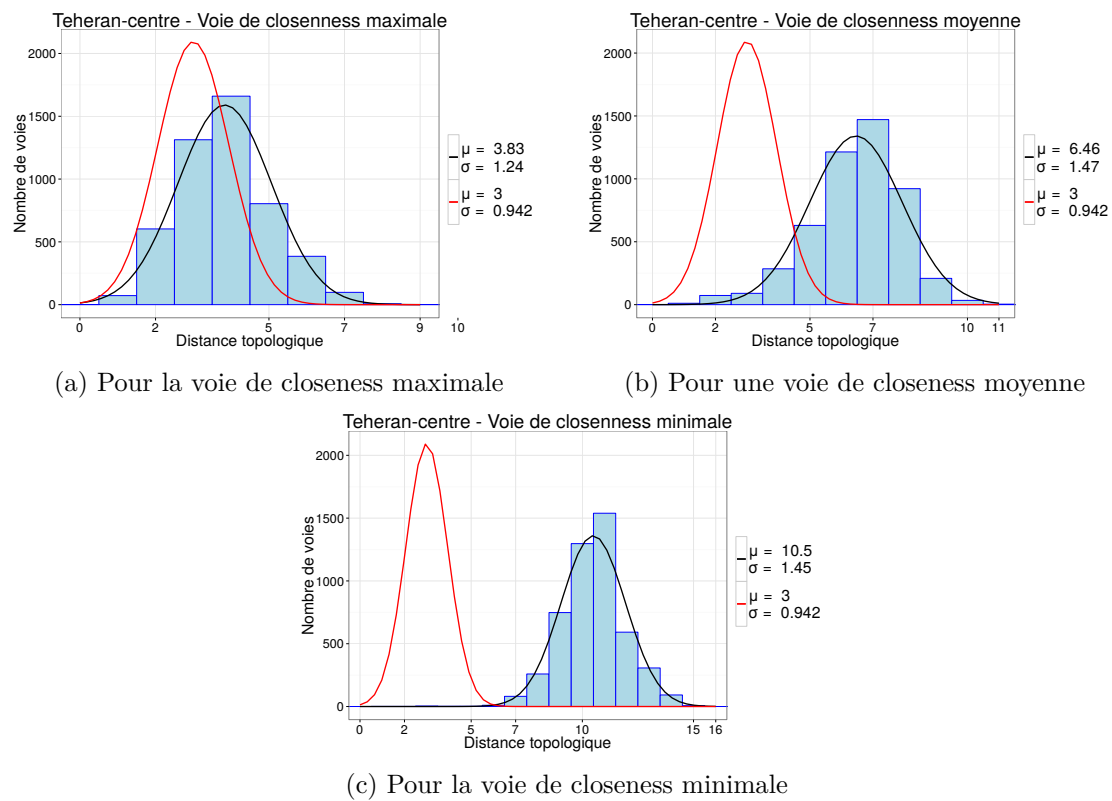 Teheran-centre - Voie de closenness maximale
Nombre de voies
2000
1500
1000
500
0
0 2 5 7 9 10
Distance topologique
μ = 3.83
σ = 1.24
μ = 3
σ = 0.942
(a) Pour la voie de closeness maximale
Teheran-centre - Voie de closenness moyenne
Nombre de voies
2000
1500
1000
500
0
0 2 5 7 10 11
Distance topologique
μ = 6.46
σ = 1.47
μ = 3
σ = 0.942
(b) Pour une voie de closeness moyenne
Teheran-centre - Voie de closenness minimale
Nombre de voies
2000
1500
1000
500
0
0 2 5 7 10 15 16
Distance topologique
μ = 10.5
σ = 1.45
μ = 3
σ = 0.942
(c) Pour la voie de closeness minimale